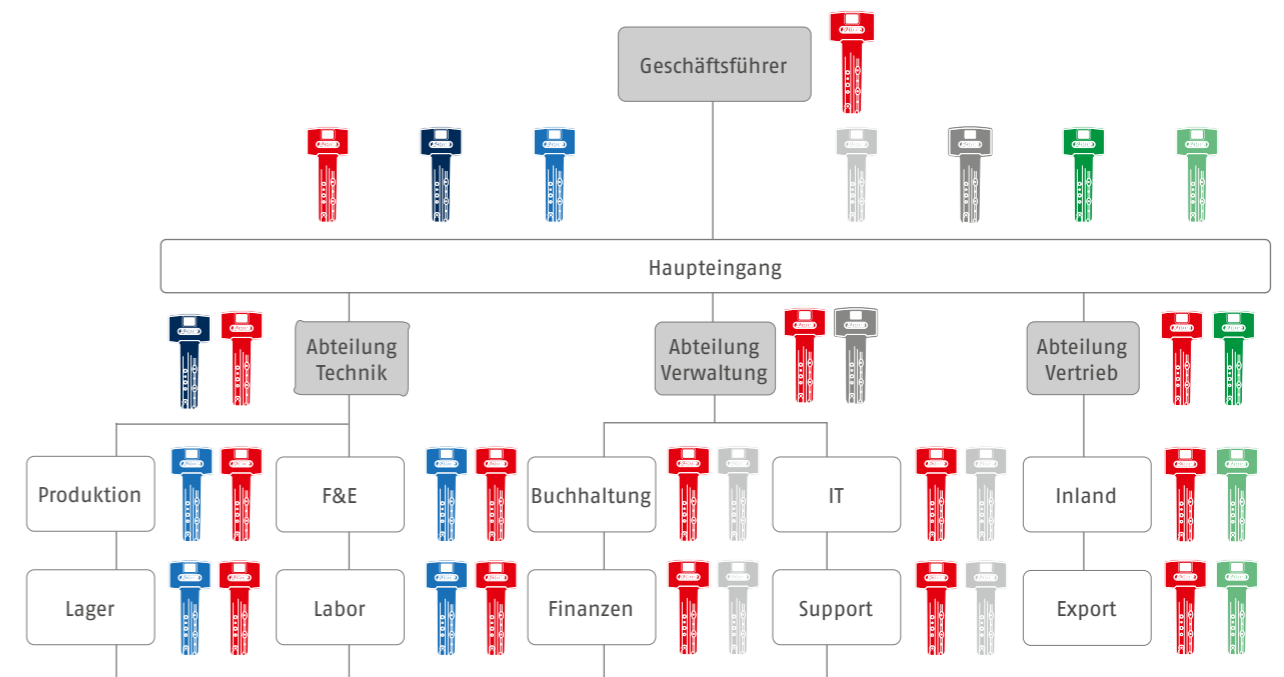 Geschäftsführer
Haupteingang
Abteilung
Technik
Abteilung
Verwaltung
Abteilung
Vertrieb
Produktion
F&E
Buchhaltung
IT
Inland
Lager
Labor
Finanzen
Support
Export